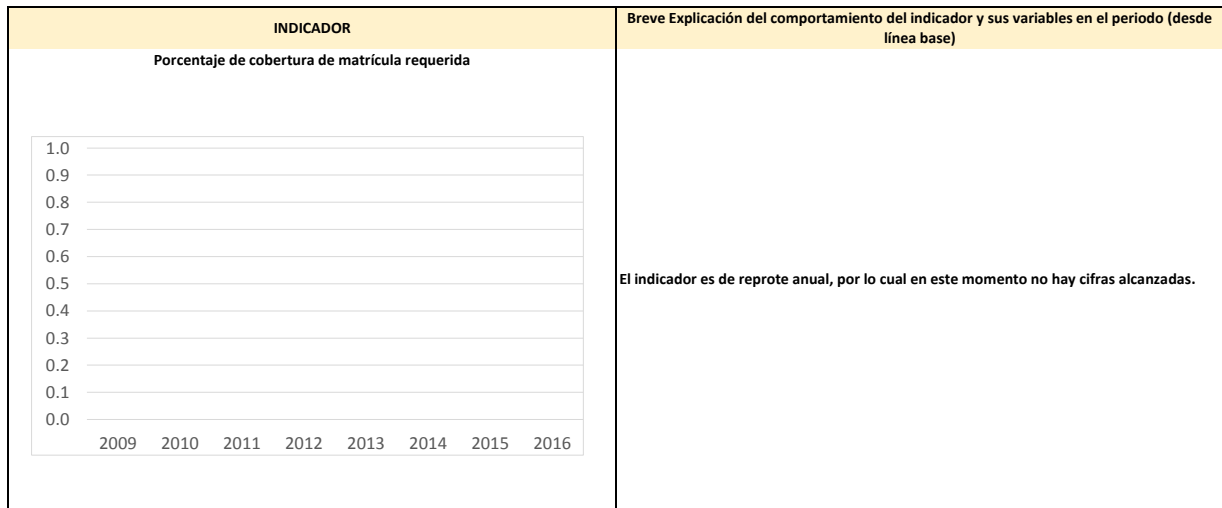 INDICADOR
Breve Explicación del comportamiento del indicador y sus variables en el periodo (desde
línea base)
Porcentaje de cobertura de matrícula requerida
1.0
0.9
0.8
0.7
0.6
0.5
0.4
0.3
0.2
0.1
0.0
2009 2010 2011 2012 2013 2014 2015 2016
El indicador es de reprote anual, por lo cual en este momento no hay cifras alcanzadas.